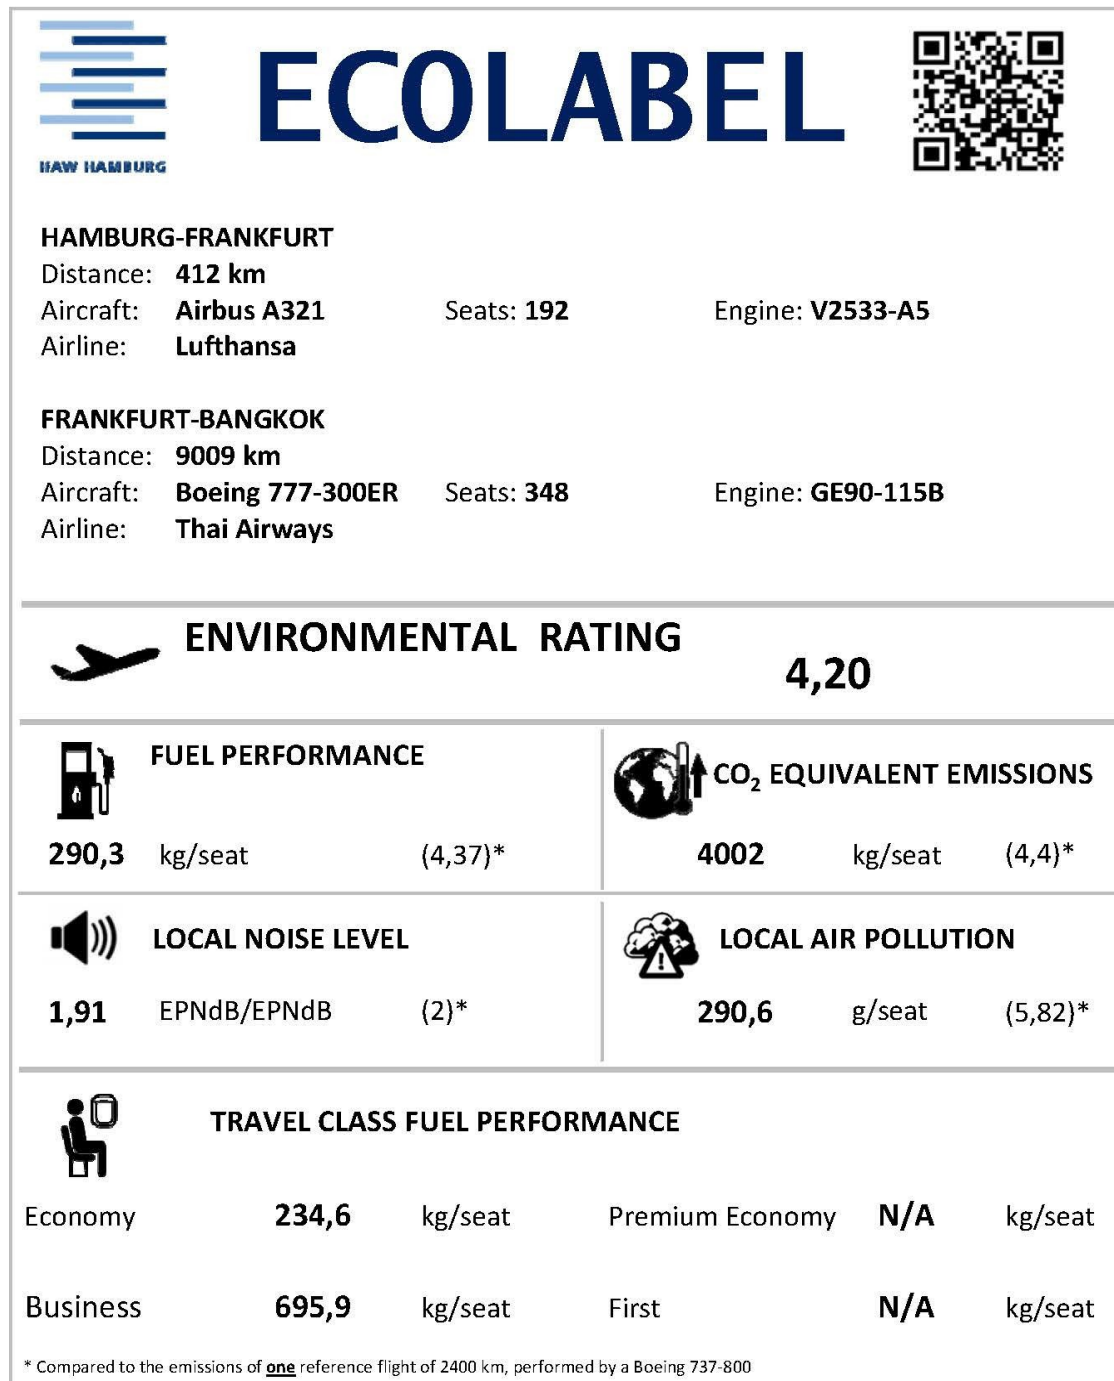 ECOLABEL
HAW HAMBURG
HAMBURG-FRANKFURT
Distance: 412 km
Aircraft: Airbus A321 Seats: 192 Engine: V2533-A5
Airline: Lufthansa
FRANKFURT-BANGKOK
Distance: 9009 km
Aircraft: Boeing 777-300ER Seats: 348 Engine: GE90-115B
Airline: Thai Airways
ENVIRONMENTAL RATING
4,20
FUEL PERFORMANCE
290,3 kg/seat (4,37)*
CO₂ EQUIVALENT EMISSIONS
4002 kg/seat (4,4)*
LOCAL NOISE LEVEL
1,91 EPNdB/EPNdB (2)*
LOCAL AIR POLLUTION
290,6 g/seat (5,82)*
TRAVEL CLASS FUEL PERFORMANCE
Economy 234,6 kg/seat Premium Economy N/A kg/seat
Business 695,9 kg/seat First N/A kg/seat
* Compared to the emissions of one reference flight of 2400 km, performed by a Boeing 737-800